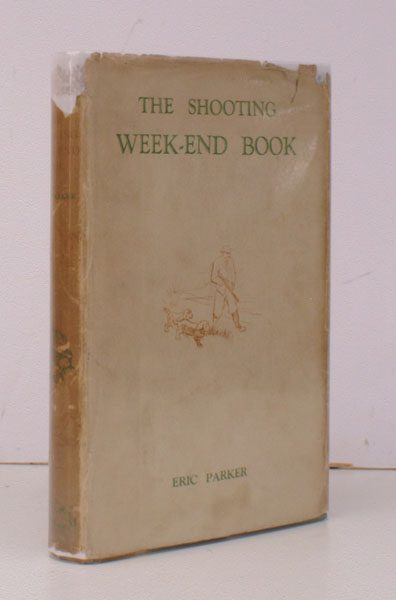 THE SHOOTING
WEEK-END BOOK
ERIC PARKER